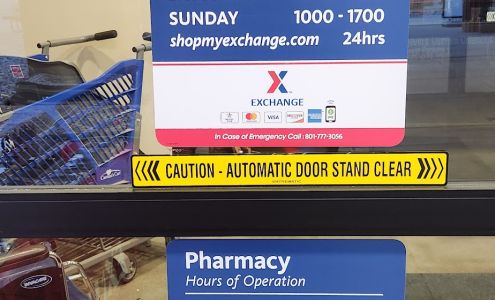 SUNDAY 1000 - 1700
shopmyexchange.com 24hrs
X
EXCHANGE
VISA
In Case of Emergency Call : 801-777-3056
<<<< CAUTION - AUTOMATIC DOOR STAND CLEAR >>>>
Pharmacy
Hours of Operation